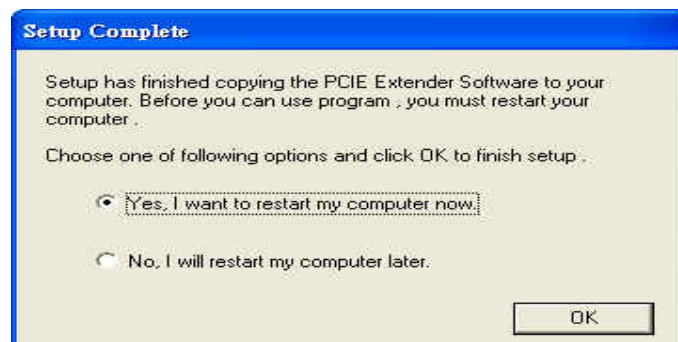 Setup Complete
Setup has finished copying the PCIE Extender Software to your
computer. Before you can use program , you must restart your
computer .
Choose one of following options and click OK to finish setup .
Yes, I want to restart my computer now.
No, I will restart my computer later.
OK